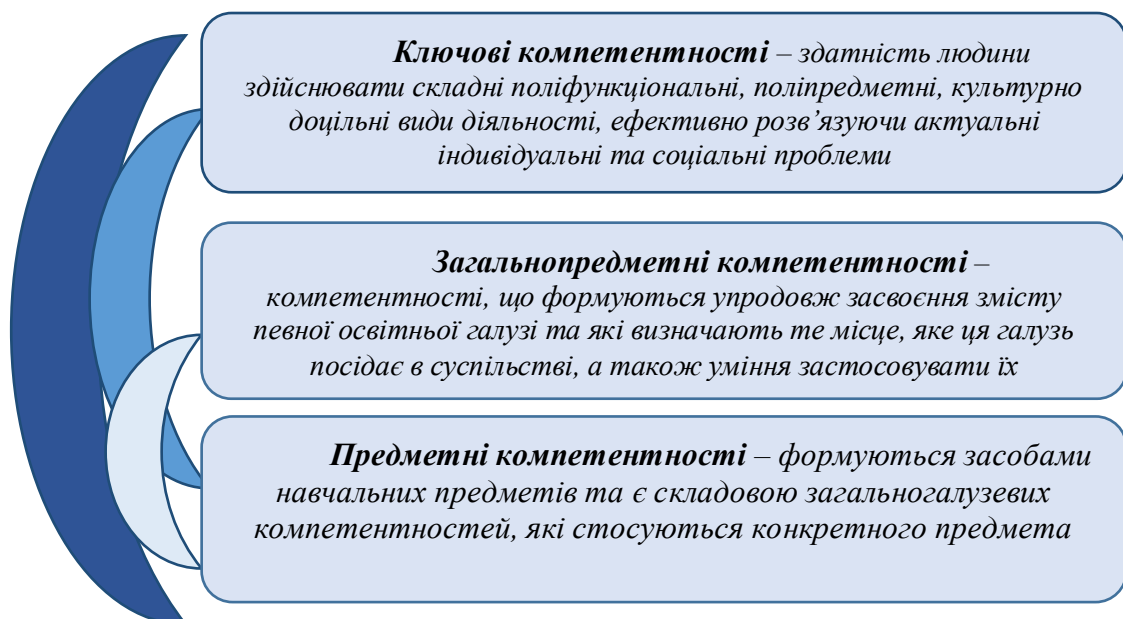 Ключові компетентності – здатність людини
здійснювати складні поліфункціональні, поліпредметні, культурно
доцільні види діяльності, ефективно розв’язуючи актуальні
індивідуальні та соціальні проблеми
Загальнопредметні компетентності –
компетентності, що формуються упродовж засвоєння змісту
певної освітньої галузі та які визначають те місце, яке ця галузь
посідає в суспільстві, а також уміння застосовувати їх
Предметні компетентності – формуються засобами
навчальних предметів та є складовою загальногалузевих
компетентностей, які стосуються конкретного предмета